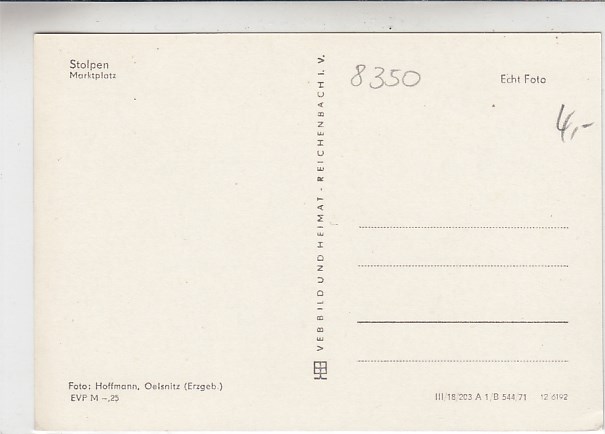 Stolpen
Marktplatz
8350
Echt Foto
4,-
VEB BILD UND HEIMAT - REICHENBACH I. V.
Foto: Hoffmann, Oelsnitz (Erzgeb.)
EVP M -,25
III/18/203 A 1/B 544/71 12 6192